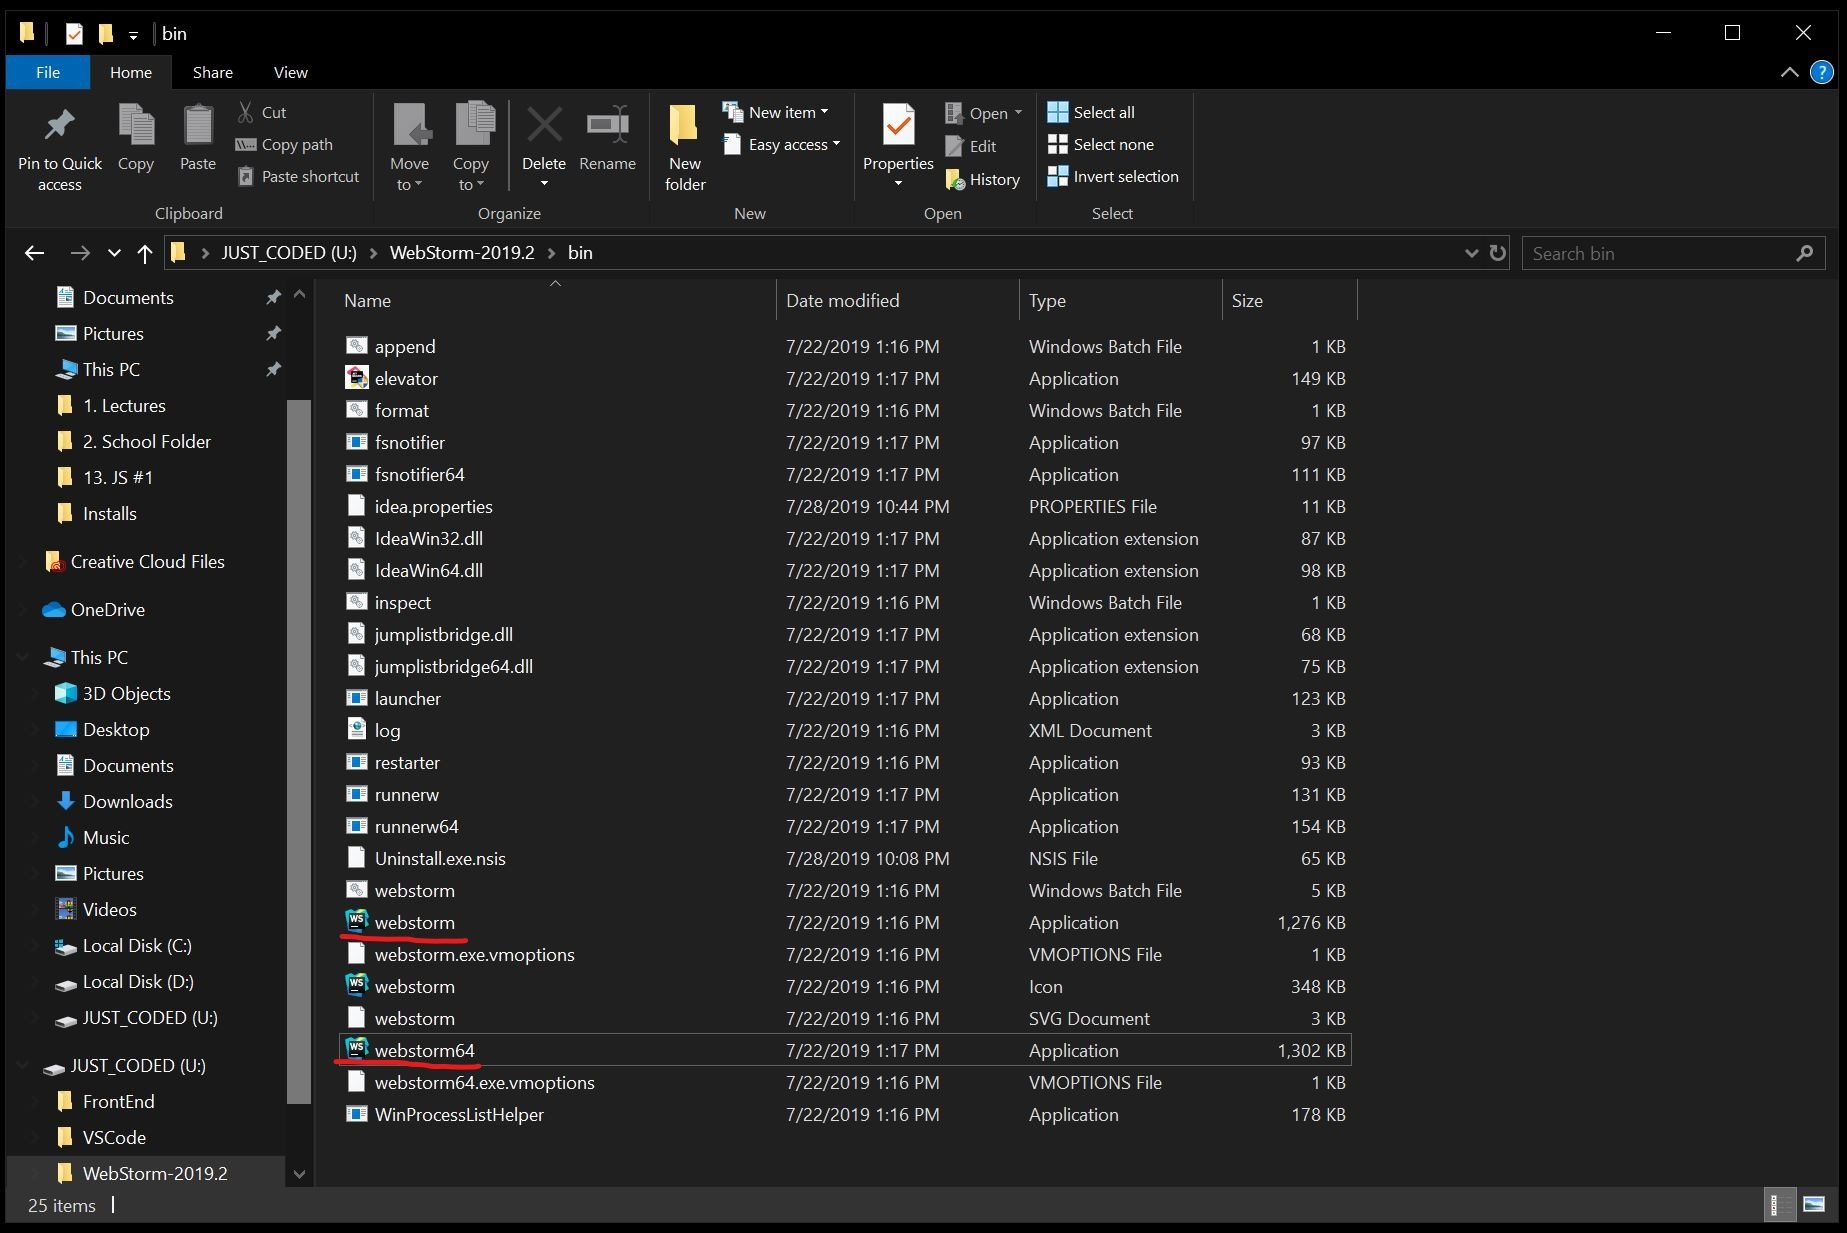 bin
File Home Share View
Pin to Quick access
Copy
Paste
Cut
Copy path
Paste shortcut
Clipboard
Move to
Copy to
Delete
Rename
Organize
New folder
New item
Easy access
New
Properties
Open
Edit
History
Open
Select all
Select none
Invert selection
Select
JUST_CODED (U:) WebStorm-2019.2 bin
Search bin
Documents
Pictures
This PC
1. Lectures
2. School Folder
13. JS #1
Installs
Creative Cloud Files
OneDrive
This PC
3D Objects
Desktop
Documents
Downloads
Music
Pictures
Videos
Local Disk (C:)
Local Disk (D:)
JUST_CODED (U:)
JUST_CODED (U:)
FrontEnd
VSCode
WebStorm-2019.2
Name Date modified Type Size
append 7/22/2019 1:16 PM Windows Batch File 1 KB
elevator 7/22/2019 1:17 PM Application 149 KB
format 7/22/2019 1:16 PM Windows Batch File 1 KB
fsnotifier 7/22/2019 1:17 PM Application 97 KB
fsnotifier64 7/22/2019 1:17 PM Application 111 KB
idea.properties 7/28/2019 10:44 PM PROPERTIES File 11 KB
IdeaWin32.dll 7/22/2019 1:17 PM Application extension 87 KB
IdeaWin64.dll 7/22/2019 1:17 PM Application extension 98 KB
inspect 7/22/2019 1:16 PM Windows Batch File 1 KB
jumplistbridge.dll 7/22/2019 1:17 PM Application extension 68 KB
jumplistbridge64.dll 7/22/2019 1:17 PM Application extension 75 KB
launcher 7/22/2019 1:17 PM Application 123 KB
log 7/22/2019 1:16 PM XML Document 3 KB
restarter 7/22/2019 1:16 PM Application 93 KB
runnerw 7/22/2019 1:17 PM Application 131 KB
runnerw64 7/22/2019 1:17 PM Application 154 KB
Uninstall.exe.nsis 7/28/2019 10:08 PM NSIS File 65 KB
webstorm 7/22/2019 1:16 PM Windows Batch File 5 KB
webstorm 7/22/2019 1:16 PM Application 1,276 KB
webstorm.exe.vmoptions 7/22/2019 1:16 PM VMOPTIONS File 1 KB
webstorm 7/22/2019 1:16 PM Icon 348 KB
webstorm 7/22/2019 1:16 PM SVG Document 3 KB
webstorm64 7/22/2019 1:17 PM Application 1,302 KB
webstorm64.exe.vmoptions 7/22/2019 1:16 PM VMOPTIONS File 1 KB
WinProcessListHelper 7/22/2019 1:16 PM Application 178 KB
25 items